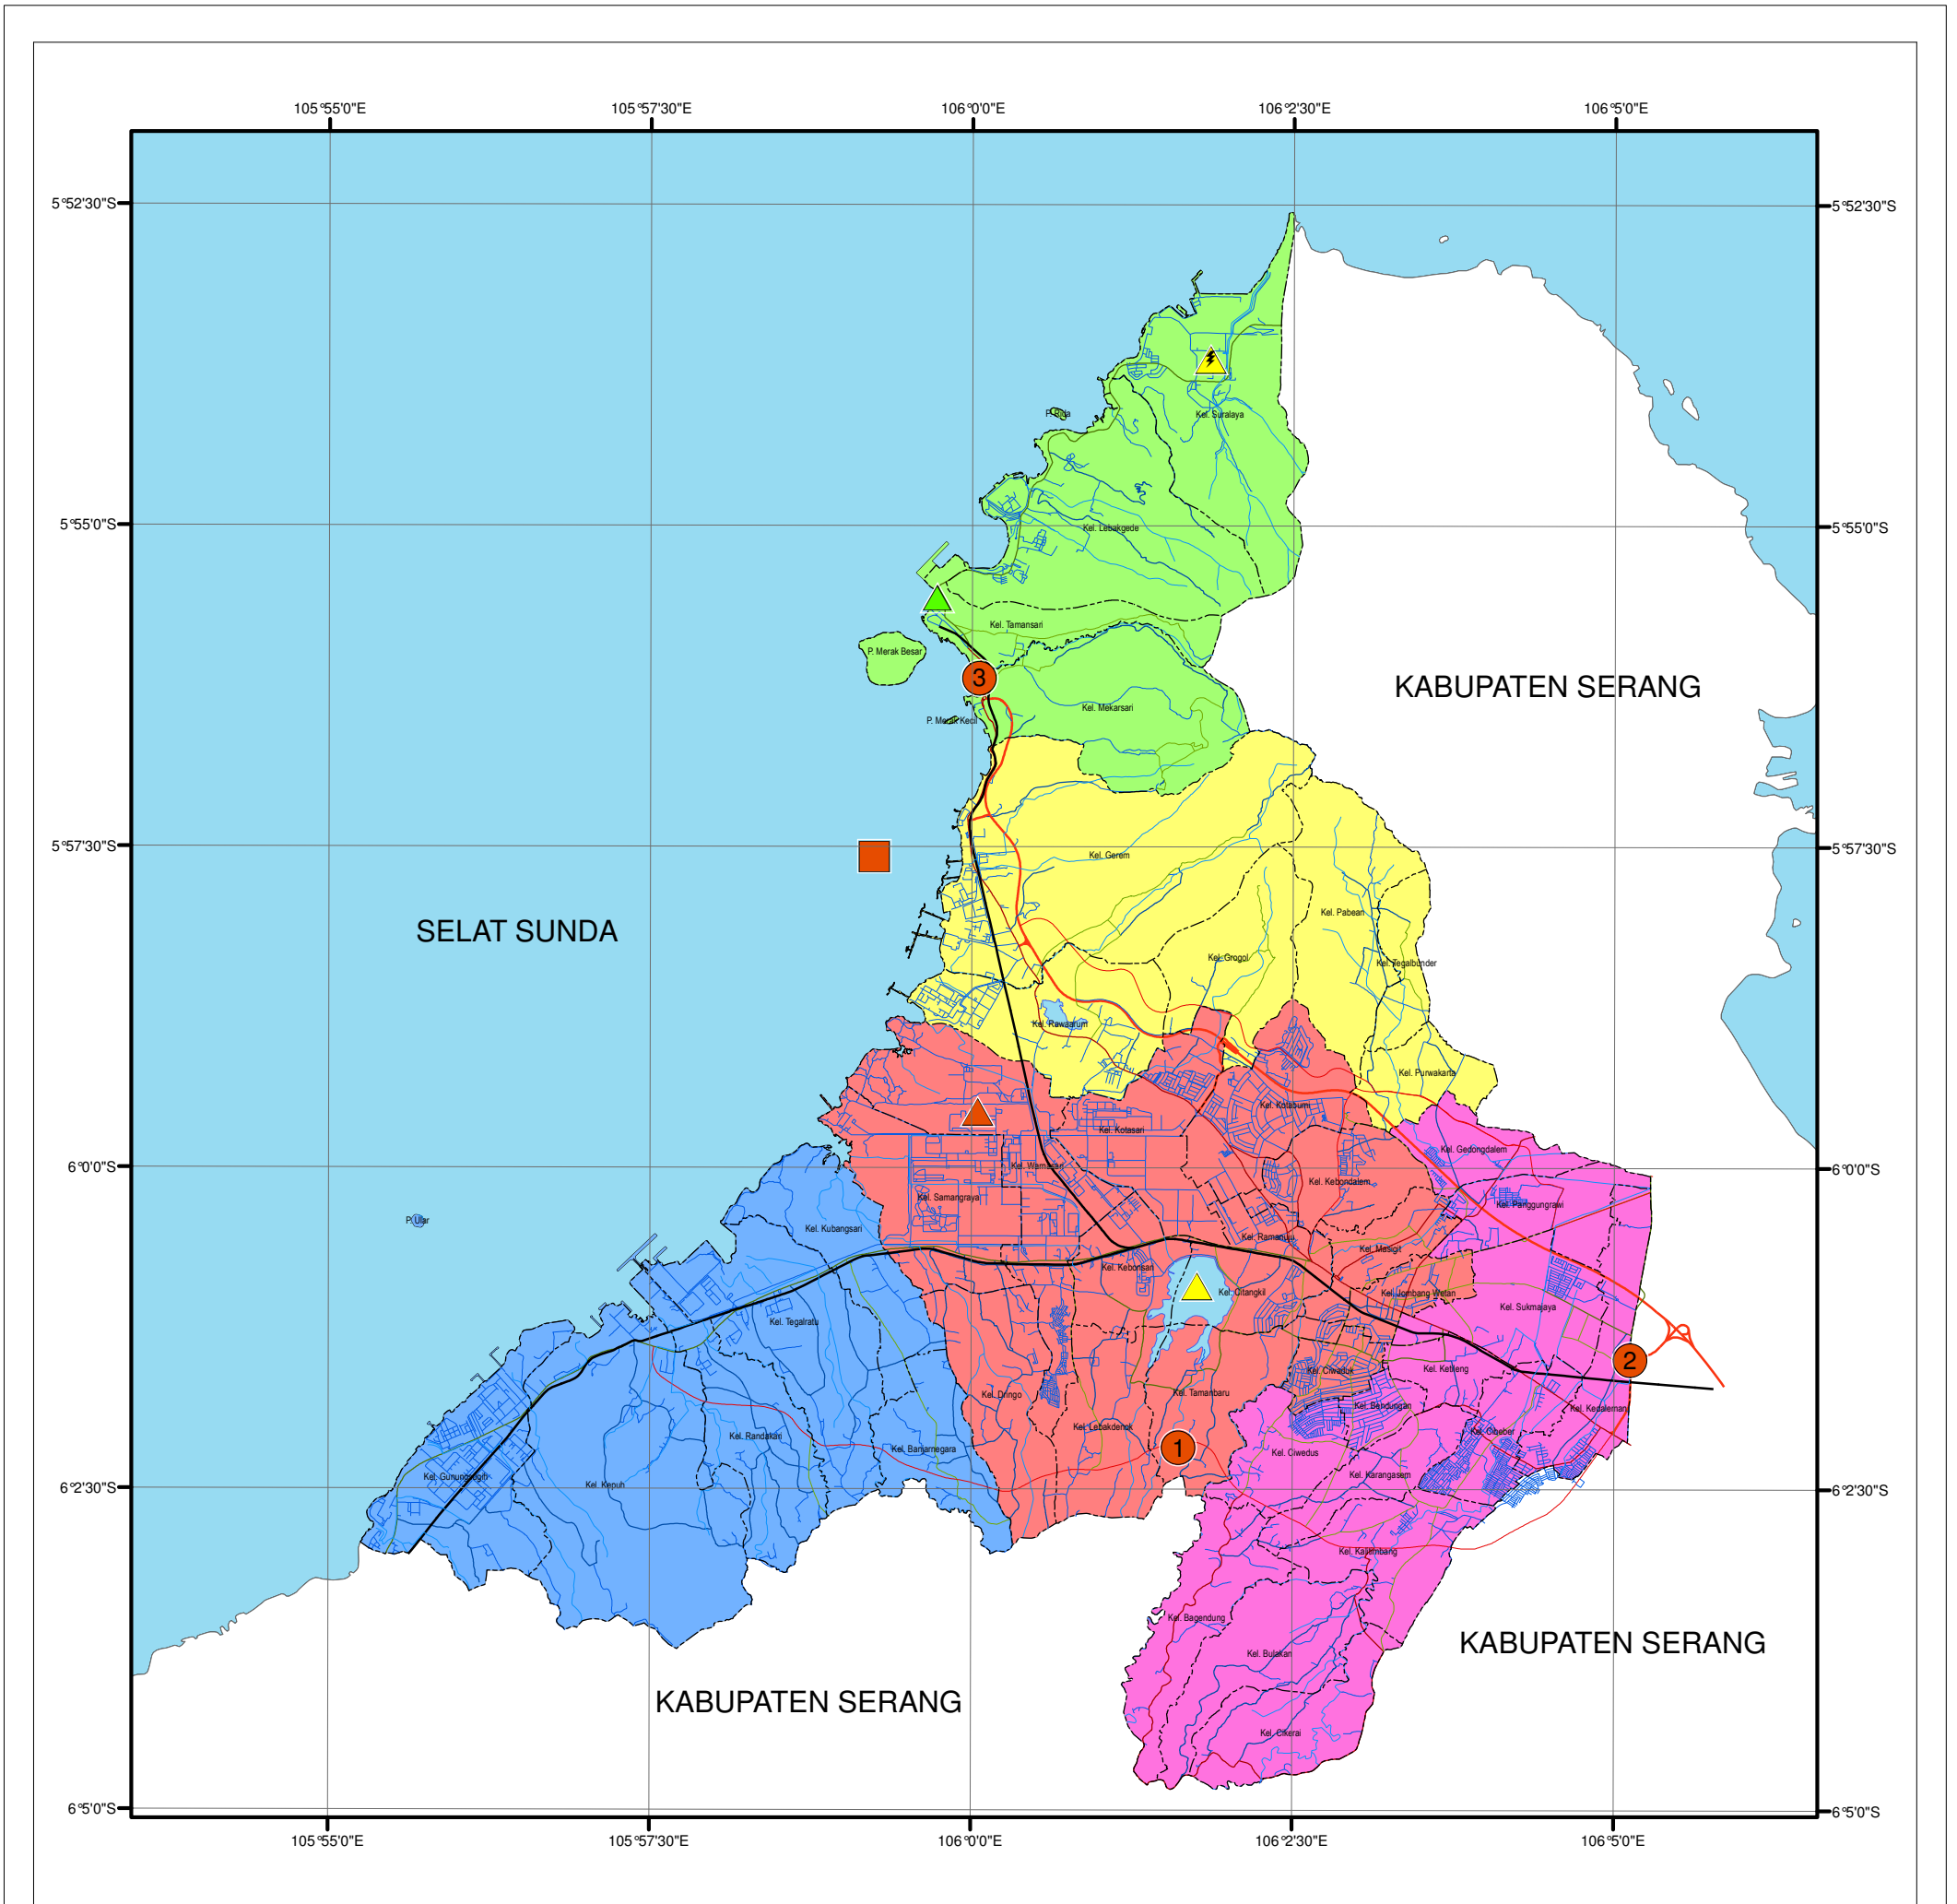 105°55'0"E
105°57'30"E
106°0'0"E
106°2'30"E
106°5'0"E
5°52'30"S
5°52'30"S
Kel. Suralaya
Kel. Lebakgede
5°55'0"S
5°55'0"S
Kel. Tamansari
P. Merak Besar
3
KABUPATEN SERANG
Kel. Mekarsari
P. Merak Kecil
5°57'30"S
5°57'30"S
Kel. Gerem
Kel. Pabean
SELAT SUNDA
Kel. Grogol
Kel. Tegalbunder
Kel. Rawaarum
Kel. Purwakarta
Kel. Kotabumi
Kel. Kotasari
Kel. Gedongdalem
6°0'0"S
6°0'0"S
Kel. Warnasari
Kel. Kebondalem
Kel. Samangraya
Kel. Panggungrawi
P. Ular
Kel. Kubangsari
Kel. Ramanuju
Kel. Masigit
Kel. Kebonsari
Kel. Citangkil
Kel. Jombang Wetan
Kel. Sukmajaya
Kel. Tegalratu
2
Kel. Ciwaduk
Kel. Ketileng
Kel. Dringo
Kel. Tamanbaru
Kel. Bendungan
Kel. Kedaleman
Kel. Lebakdenok
Kel. Cibeber
Kel. Randakari
1
Kel. Banjarnegara
Kel. Ciwedus
Kel. Gunungsugih
Kel. Karangasem
Kel. Kepuh
6°2'30"S
6°2'30"S
Kel. Kalitimbang
Kel. Bagendung
KABUPATEN SERANG
Kel. Bulakan
KABUPATEN SERANG
Kel. Cikerai
6°5'0"S
6°5'0"S
105°55'0"E
105°57'30"E
106°0'0"E
106°2'30"E
106°5'0"E